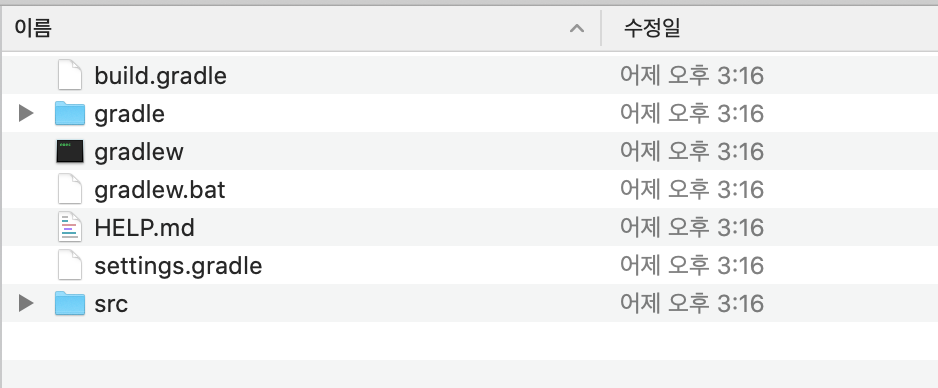 이름 수정일
build.gradle 어제 오후 3:16
gradle 어제 오후 3:16
gradlew 어제 오후 3:16
gradlew.bat 어제 오후 3:16
HELP.md 어제 오후 3:16
settings.gradle 어제 오후 3:16
src 어제 오후 3:16